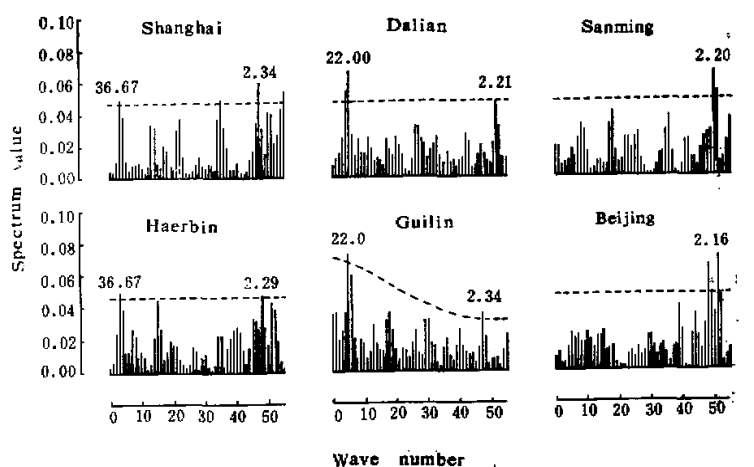 Spectrum value
0.10
0.08
0.06
0.04
0.02
0.00
Shanghai
36.67
2.34
Dalian
22.00
2.21
Sanming
2.20
0.10
0.08
0.06
0.04
0.02
0.00
Haerbin
36.67
2.29
Guilin
22.0
2.34
Beijing
2.16
0 10 20 30 40 50
0 10 20 30 40 50
0 10 20 30 40 50
Wave number